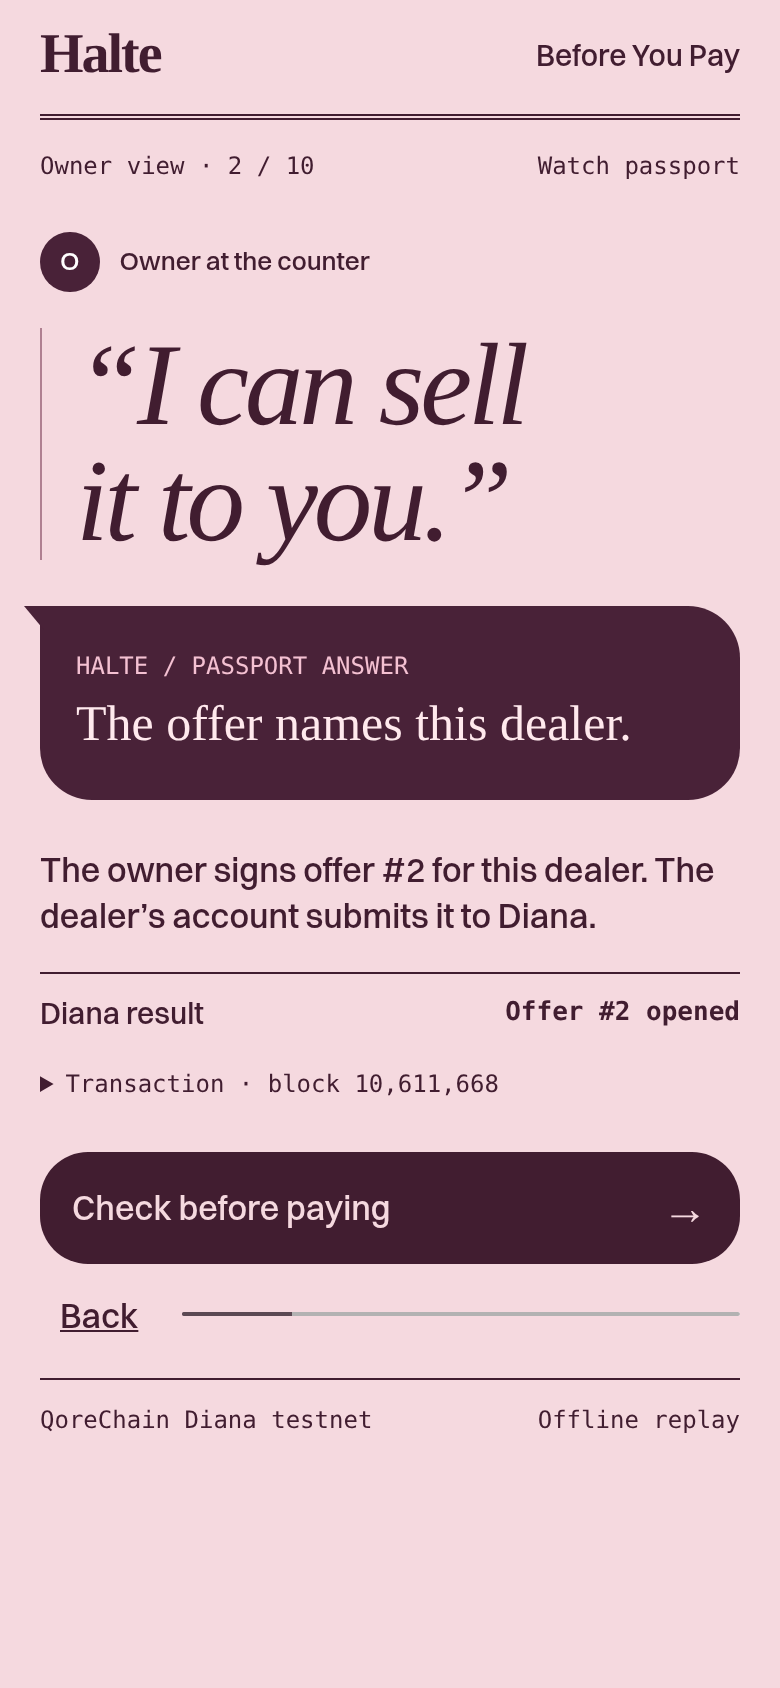 Halte
Before You Pay
Owner view · 2 / 10
Watch passport
O
Owner at the counter
“I can sell
it to you.”
HALTE / PASSPORT ANSWER
The offer names this dealer.
The owner signs offer #2 for this dealer. The
dealer’s account submits it to Diana.
Diana result
Offer #2 opened
▶ Transaction · block 10,611,668
Check before paying →
Back
QoreChain Diana testnet
Offline replay